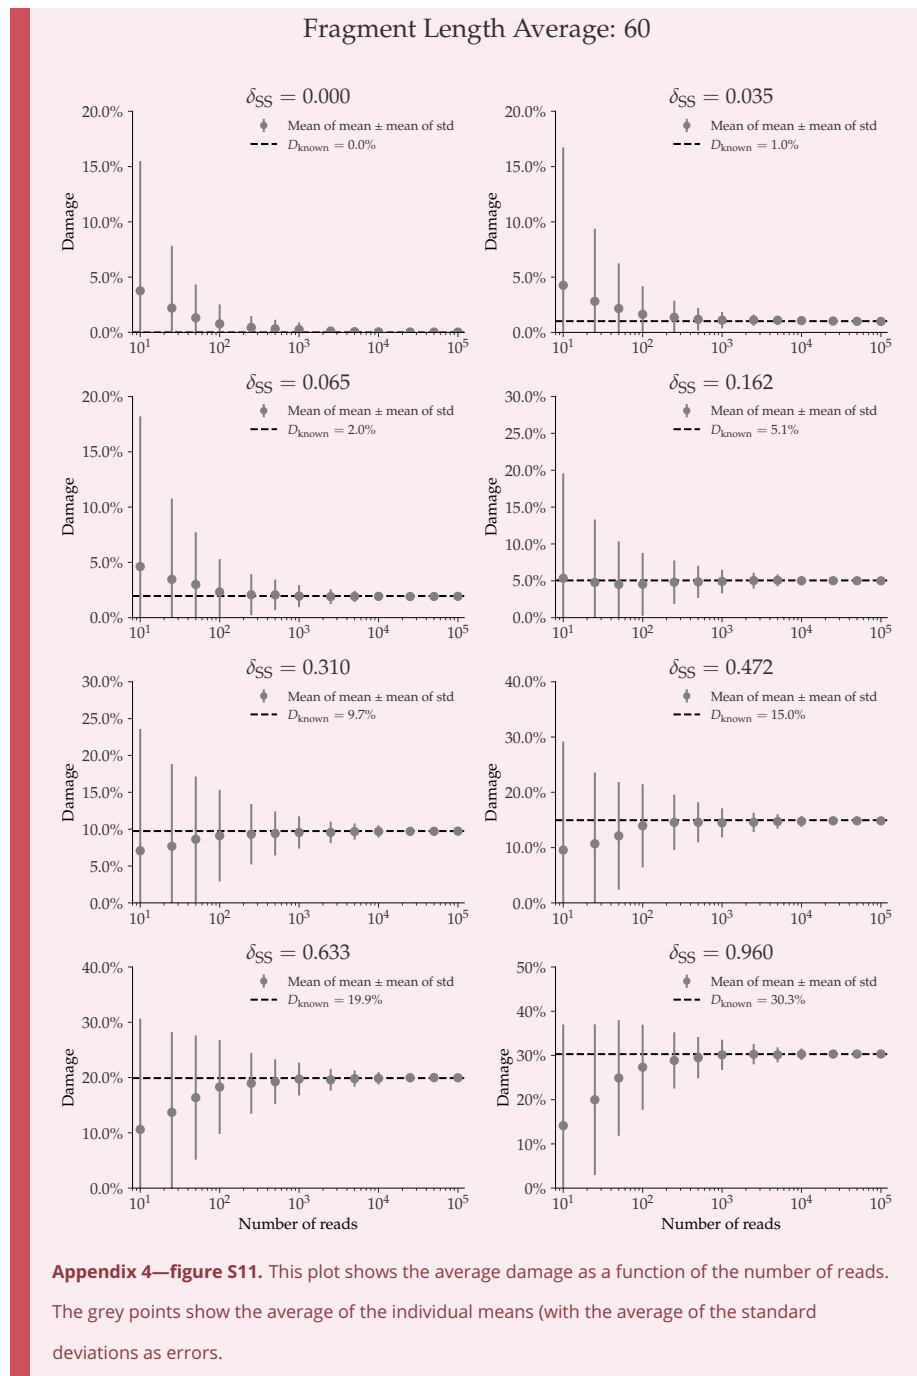 Fragment Length Average: 60
δSS = 0.000
20.0%
15.0%
10.0%
5.0%
0.0%
Damage
Mean of mean ± mean of std
Dknown = 0.0%
10¹ 10² 10³ 10⁴ 10⁵
δSS = 0.035
20.0%
15.0%
10.0%
5.0%
0.0%
Damage
Mean of mean ± mean of std
Dknown = 1.0%
10¹ 10² 10³ 10⁴ 10⁵
δSS = 0.065
20.0%
15.0%
10.0%
5.0%
0.0%
Damage
Mean of mean ± mean of std
Dknown = 2.0%
10¹ 10² 10³ 10⁴ 10⁵
δSS = 0.162
30.0%
25.0%
20.0%
15.0%
10.0%
5.0%
0.0%
Damage
Mean of mean ± mean of std
Dknown = 5.1%
10¹ 10² 10³ 10⁴ 10⁵
δSS = 0.310
30.0%
25.0%
20.0%
15.0%
10.0%
5.0%
0.0%
Damage
Mean of mean ± mean of std
Dknown = 9.7%
10¹ 10² 10³ 10⁴ 10⁵
δSS = 0.472
40.0%
30.0%
20.0%
10.0%
0.0%
Damage
Mean of mean ± mean of std
Dknown = 15.0%
10¹ 10² 10³ 10⁴ 10⁵
δSS = 0.633
40.0%
30.0%
20.0%
10.0%
0.0%
Damage
Mean of mean ± mean of std
Dknown = 19.9%
10¹ 10² 10³ 10⁴ 10⁵
Number of reads
δSS = 0.960
50%
40%
30%
20%
10%
0%
Damage
Mean of mean ± mean of std
Dknown = 30.3%
10¹ 10² 10³ 10⁴ 10⁵
Number of reads
Appendix 4—figure S11. This plot shows the average damage as a function of the number of reads.
The grey points show the average of the individual means (with the average of the standard
deviations as errors.